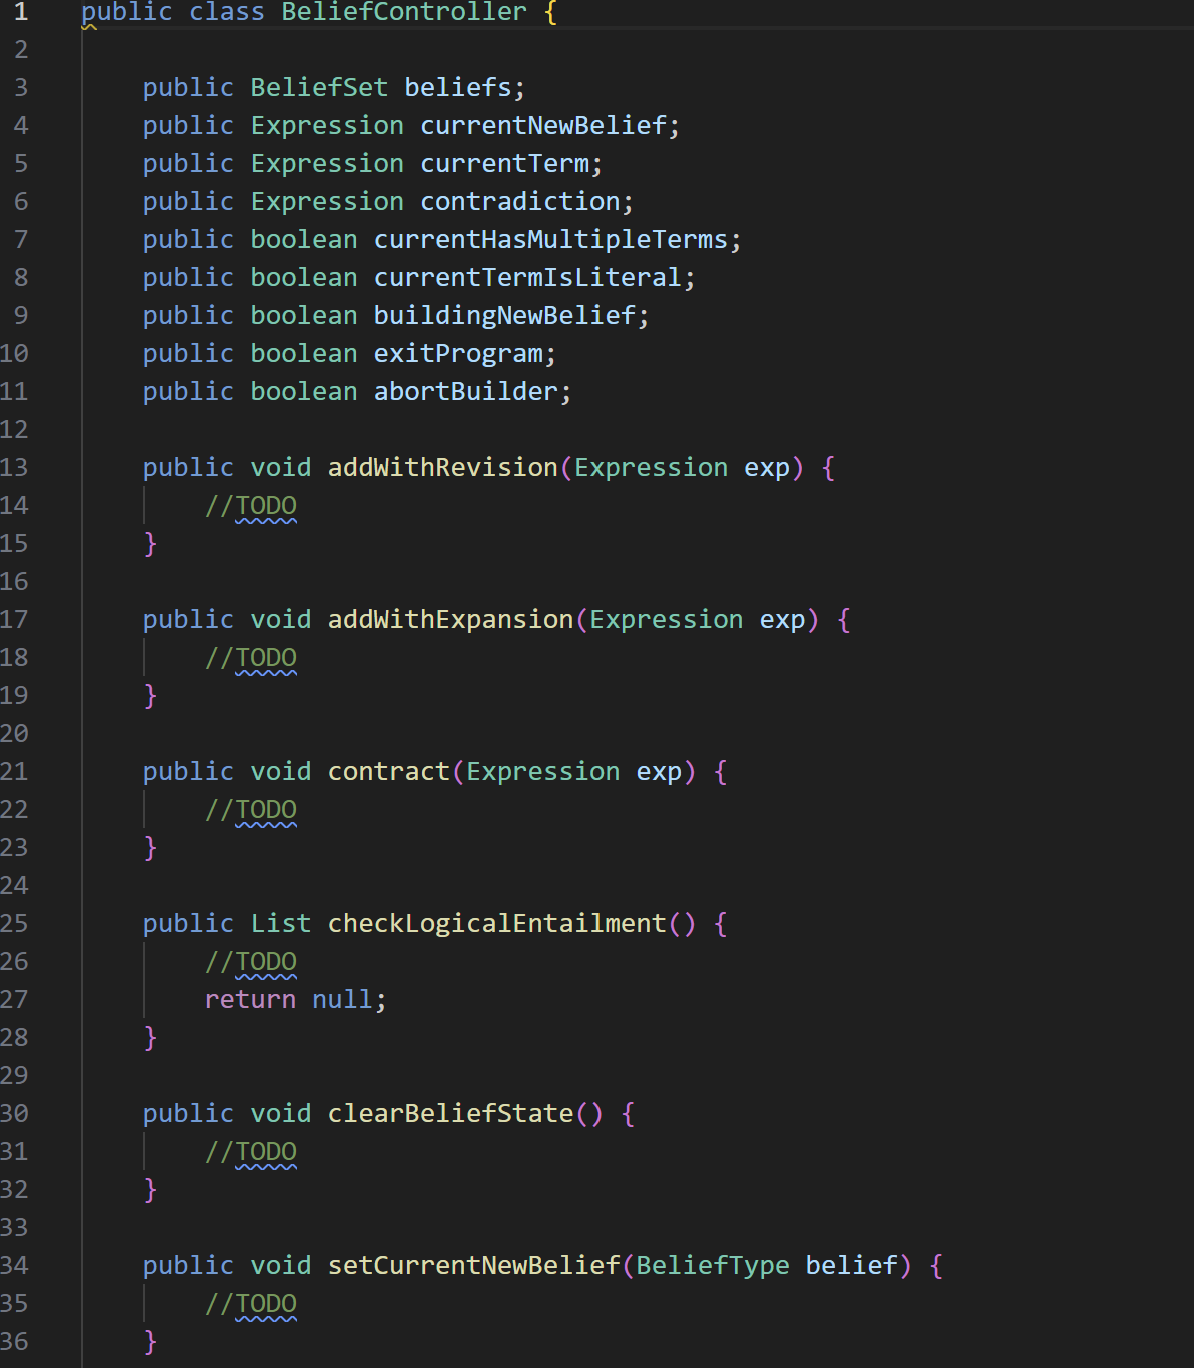 1 public class BeliefController {
2
3 public BeliefSet beliefs;
4 public Expression currentNewBelief;
5 public Expression currentTerm;
6 public Expression contradiction;
7 public boolean currentHasMultipleTerms;
8 public boolean currentTermIsLiteral;
9 public boolean buildingNewBelief;
10 public boolean exitProgram;
11 public boolean abortBuilder;
12
13 public void addWithRevision(Expression exp) {
14 //TODO
15 }
16
17 public void addWithExpansion(Expression exp) {
18 //TODO
19 }
20
21 public void contract(Expression exp) {
22 //TODO
23 }
24
25 public List checkLogicalEntailment() {
26 //TODO
27 return null;
28 }
29
30 public void clearBeliefState() {
31 //TODO
32 }
33
34 public void setCurrentNewBelief(BeliefType belief) {
35 //TODO
36 }